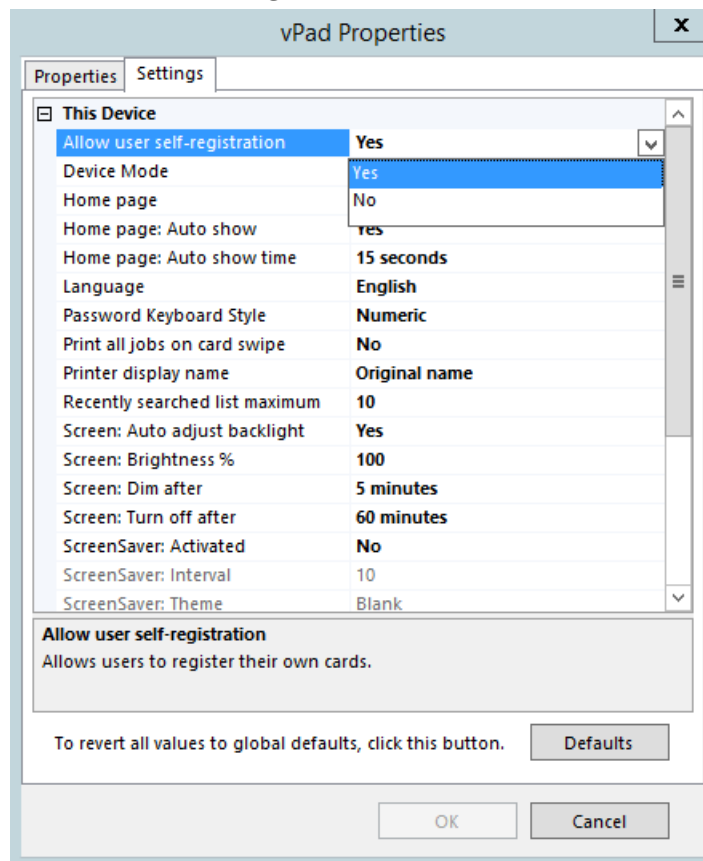 vPad Properties
x
Properties Settings
This Device
Allow user self-registration Yes
Device Mode Yes
Home page No
Home page: Auto show Yes
Home page: Auto show time 15 seconds
Language English
Password Keyboard Style Numeric
Print all jobs on card swipe No
Printer display name Original name
Recently searched list maximum 10
Screen: Auto adjust backlight Yes
Screen: Brightness % 100
Screen: Dim after 5 minutes
Screen: Turn off after 60 minutes
ScreenSaver: Activated No
ScreenSaver: Interval 10
ScreenSaver: Theme Blank
Allow user self-registration
Allows users to register their own cards.
To revert all values to global defaults, click this button. Defaults
OK Cancel